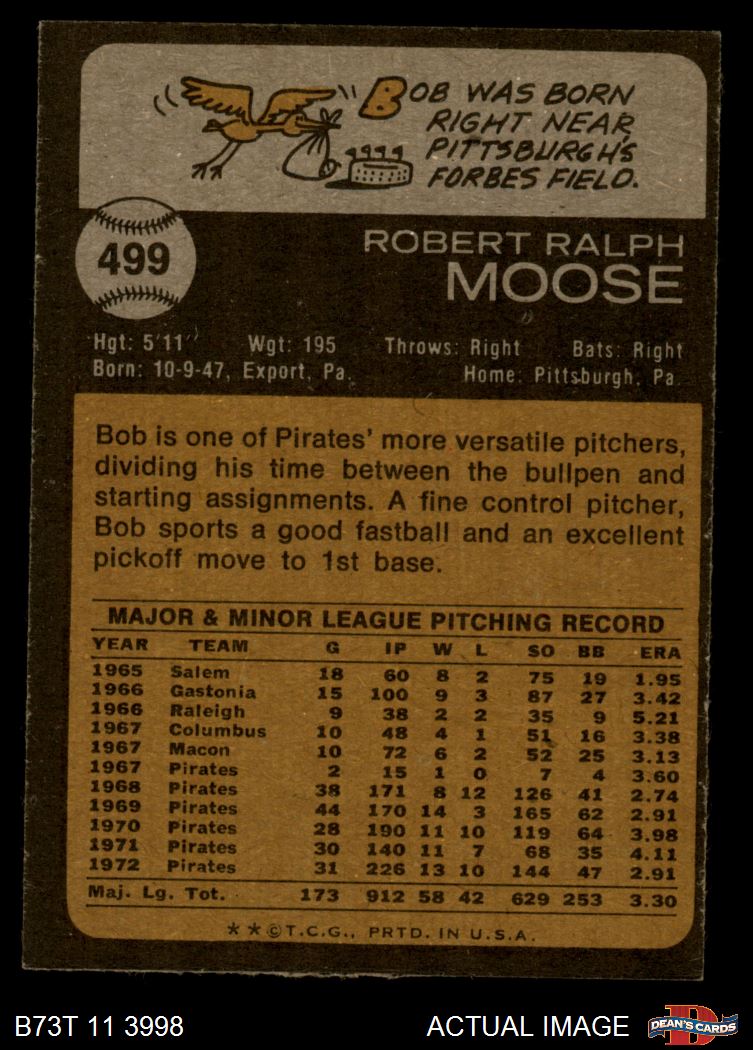 BOB WAS BORN
RIGHT NEAR
PITTSBURGH'S
FORBES FIELD.
499
ROBERT RALPH
MOOSE
Hgt: 5'11" Wgt: 195 Throws: Right Bats: Right
Born: 10-9-47, Export, Pa. Home: Pittsburgh, Pa.
Bob is one of Pirates' more versatile pitchers,
dividing his time between the bullpen and
starting assignments. A fine control pitcher,
Bob sports a good fastball and an excellent
pickoff move to 1st base.
MAJOR & MINOR LEAGUE PITCHING RECORD
YEAR TEAM G IP W L SO BB ERA
1965 Salem 18 60 8 2 75 19 1.95
1966 Gastonia 15 100 9 3 87 27 3.42
1966 Raleigh 9 38 2 2 35 9 5.21
1967 Columbus 10 48 4 1 51 16 3.38
1967 Macon 10 72 6 2 52 25 3.13
1967 Pirates 2 15 1 0 7 4 3.60
1968 Pirates 38 171 8 12 126 41 2.74
1969 Pirates 44 170 14 3 165 62 2.91
1970 Pirates 28 190 11 10 119 64 3.98
1971 Pirates 30 140 11 7 68 35 4.11
1972 Pirates 31 226 13 10 144 47 2.91
Maj. Lg. Tot. 173 912 58 42 629 253 3.30
**©T.C.G., PRTD. IN U.S.A.
B73T 11 3998 ACTUAL IMAGE DEAN'S CARDS